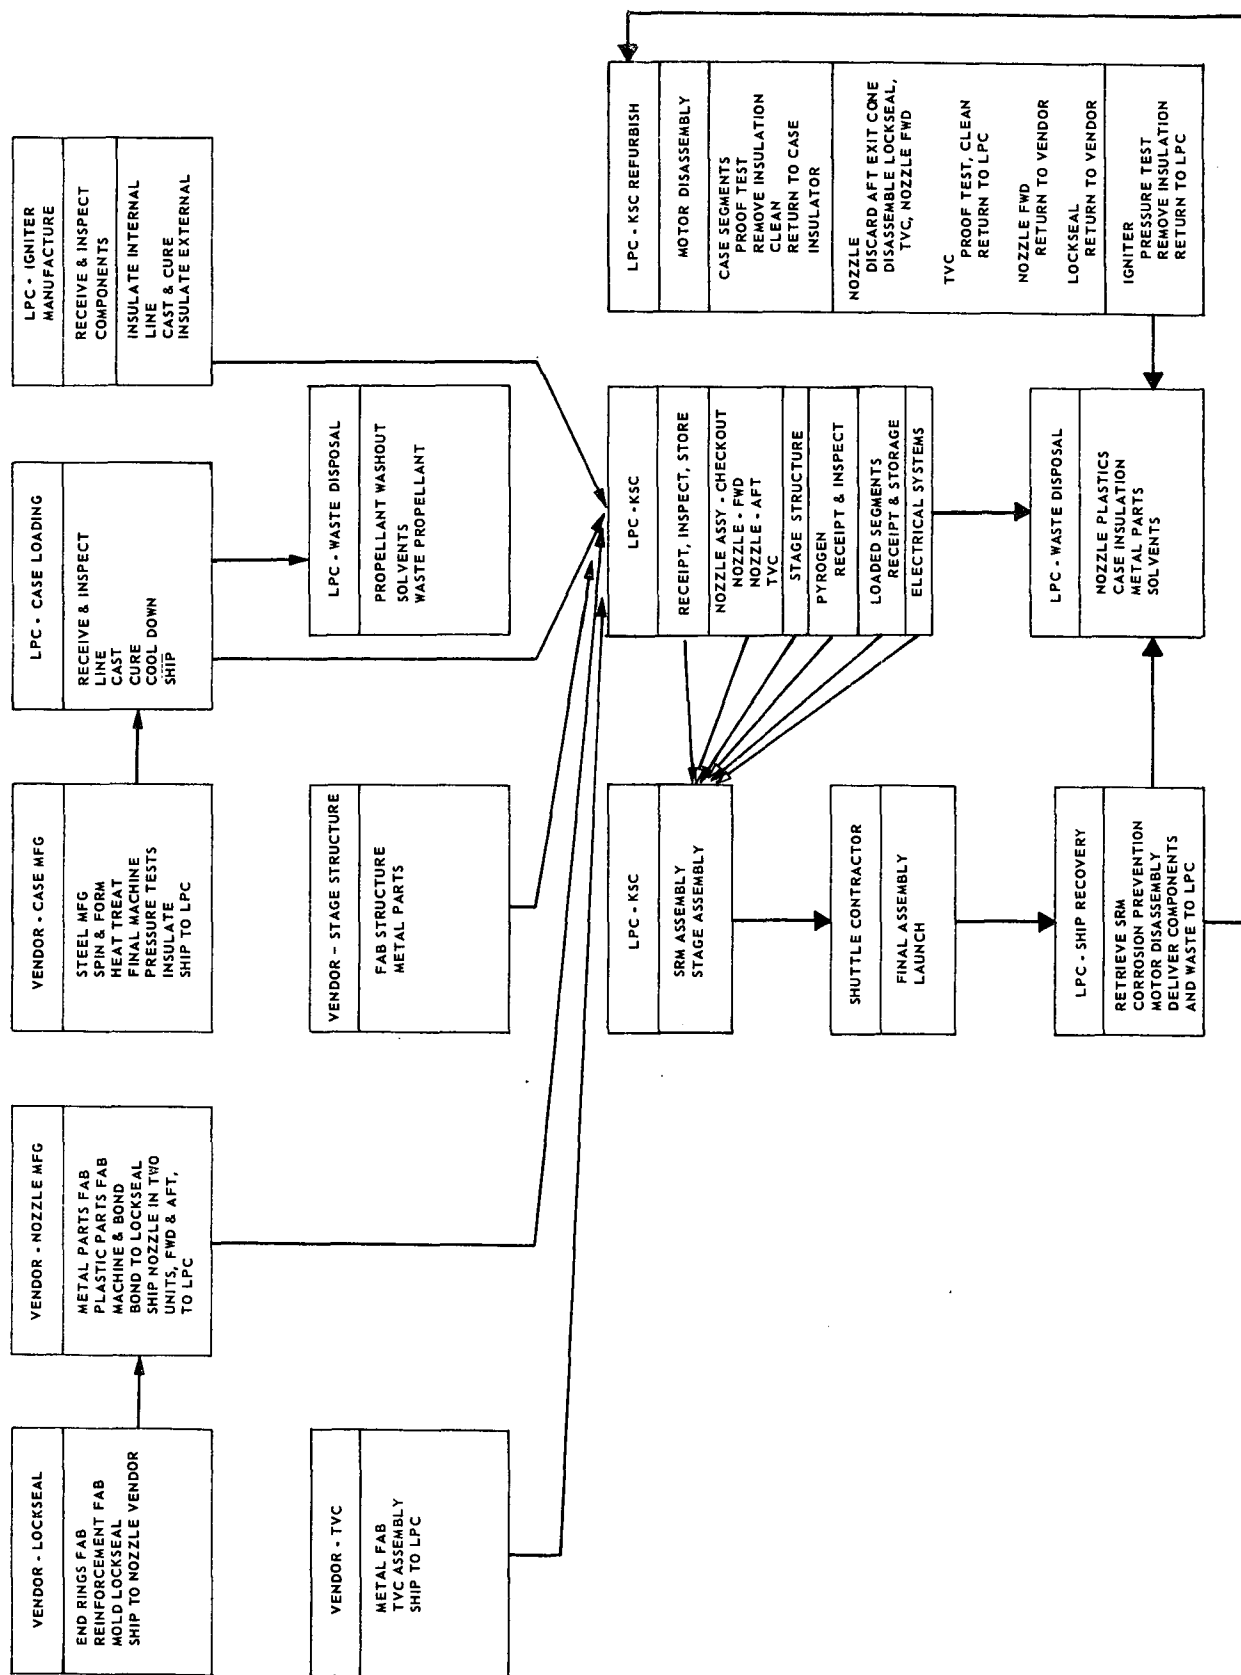 VENDOR - LOCKSEAL
END RINGS FAB
REINFORCEMENT FAB
MOLD LOCKSEAL
SHIP TO NOZZLE VENDOR
VENDOR - NOZZLE MFG
METAL PARTS FAB
PLASTIC PARTS FAB
MACHINE & BOND
BOND TO LOCKSEAL
SHIP NOZZLE IN TWO
UNITS, FWD & AFT,
TO LPC
VENDOR - CASE MFG
STEEL MFG
SPIN & FORM
HEAT TREAT
FINAL MACHINE
PRESSURE TESTS
INSULATE
SHIP TO LPC
LPC - CASE LOADING
RECEIVE & INSPECT
LINE
CAST
CURE
COOL DOWN
SHIP
LPC - IGNITER
MANUFACTURE
RECEIVE & INSPECT
COMPONENTS
INSULATE INTERNAL
LINE
CAST & CURE
INSULATE EXTERNAL
VENDOR - TVC
METAL FAB
TVC ASSEMBLY
SHIP TO LPC
VENDOR - STAGE STRUCTURE
FAB STRUCTURE
METAL PARTS
LPC - WASTE DISPOSAL
PROPELLANT WASHOUT
SOLVENTS
WASTE PROPELLANT
LPC - KSC
SRM ASSEMBLY
STAGE ASSEMBLY
LPC - KSC
RECEIPT, INSPECT, STORE
NOZZLE ASSY - CHECKOUT
NOZZLE - FWD
NOZZLE - AFT
TVC
STAGE STRUCTURE
PYROGEN
RECEIPT & INSPECT
LOADED SEGMENTS
RECEIPT & STORAGE
ELECTRICAL SYSTEMS
LPC - KSC REFURBISH
MOTOR DISASSEMBLY
CASE SEGMENTS
PROOF TEST
REMOVE INSULATION
CLEAN
RETURN TO CASE
INSULATOR
NOZZLE
DISCARD AFT EXIT CONE
DISASSEMBLE LOCKSEAL,
TVC, NOZZLE FWD
TVC
PROOF TEST, CLEAN
RETURN TO LPC
NOZZLE FWD
RETURN TO VENDOR
LOCKSEAL
RETURN TO VENDOR
IGNITER
PRESSURE TEST
REMOVE INSULATION
RETURN TO LPC
SHUTTLE CONTRACTOR
FINAL ASSEMBLY
LAUNCH
LPC - SHIP RECOVERY
RETRIEVE SRM
CORROSION PREVENTION
MOTOR DISASSEMBLY
DELIVER COMPONENTS
AND WASTE TO LPC
LPC - WASTE DISPOSAL
NOZZLE PLASTICS
CASE INSULATION
METAL PARTS
SOLVENTS